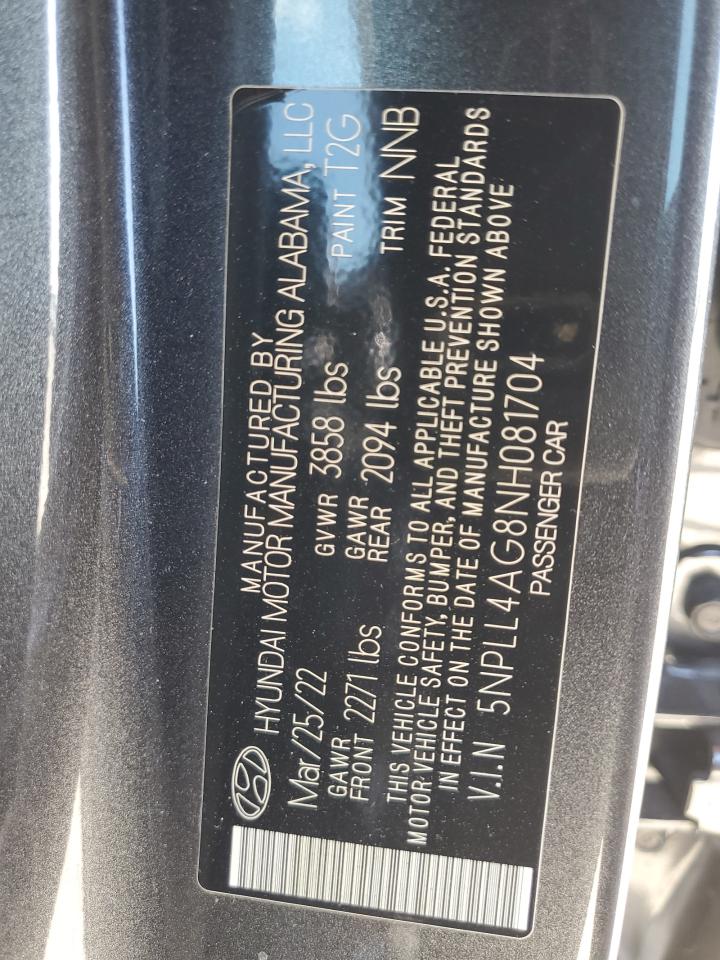 MANUFACTURED BY
HYUNDAI MOTOR MANUFACTURING ALABAMA, LLC
Mar/25/22 GVWR 3858 lbs PAINT T2G
GAWR FRONT 2271 lbs GAWR REAR 2094 lbs TRIM NNB
THIS VEHICLE CONFORMS TO ALL APPLICABLE U.S.A. FEDERAL
MOTOR VEHICLE SAFETY, BUMPER, AND THEFT PREVENTION STANDARDS
IN EFFECT ON THE DATE OF MANUFACTURE SHOWN ABOVE
V.I.N 5NPLL4AG8NH081704
PASSENGER CAR